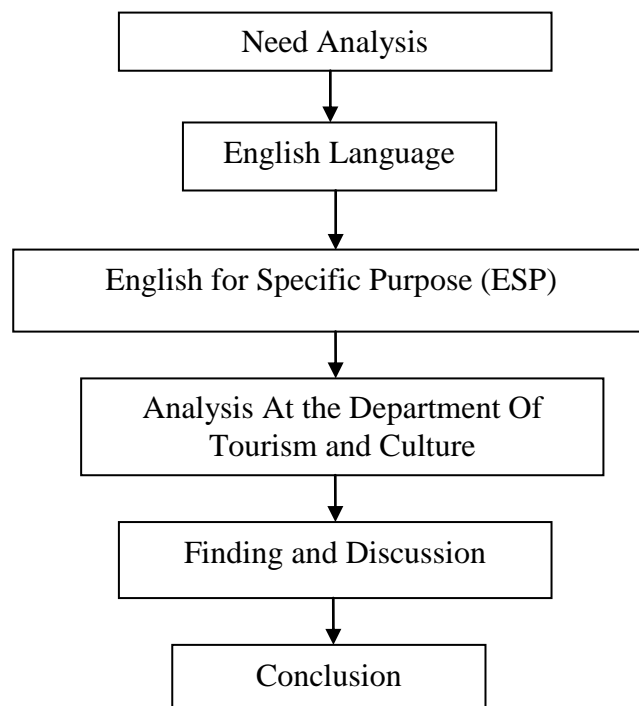 Need Analysis
English Language
English for Specific Purpose (ESP)
Analysis At the Department Of
Tourism and Culture
Finding and Discussion
Conclusion